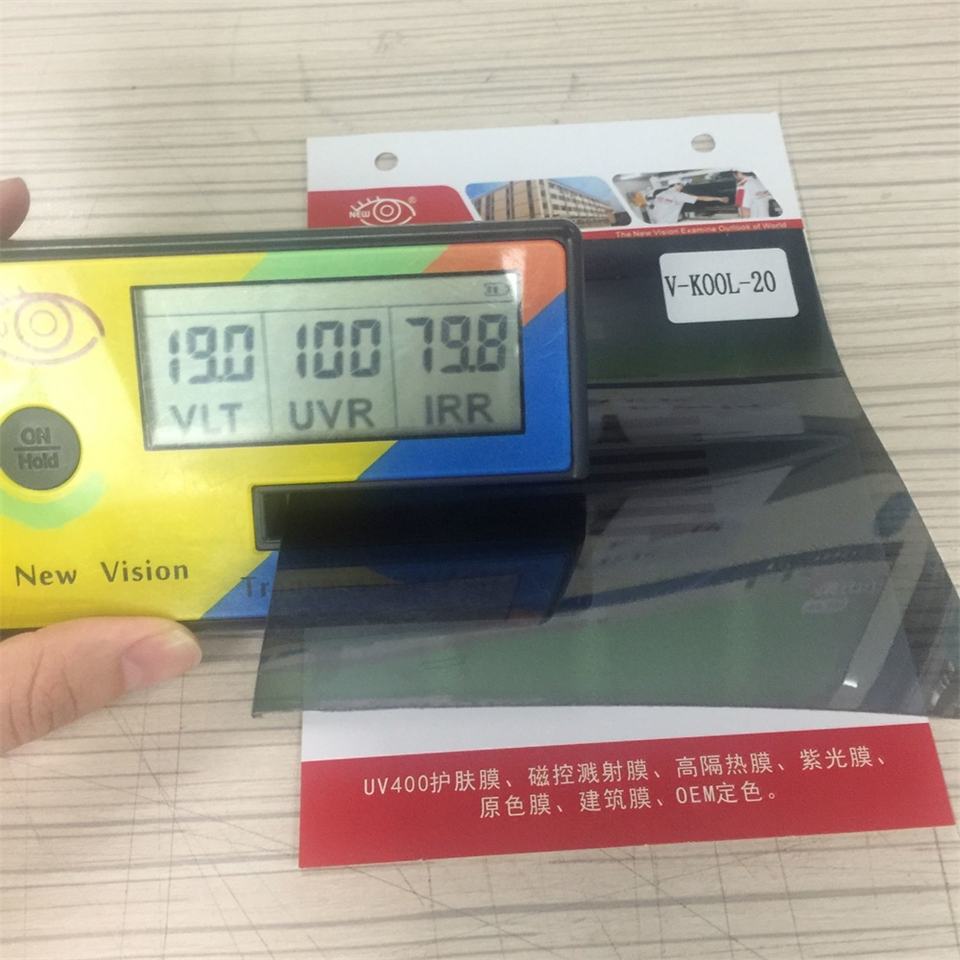 NEW
The New Vision Examina Outlook of World
V-KOOL-20
19.0 100 79.8
VLT UVR IRR
ON
Hold
New Vision
UV400护肤膜、磁控溅射膜、高隔热膜、紫光膜、
原色膜、建筑膜、OEM定色。